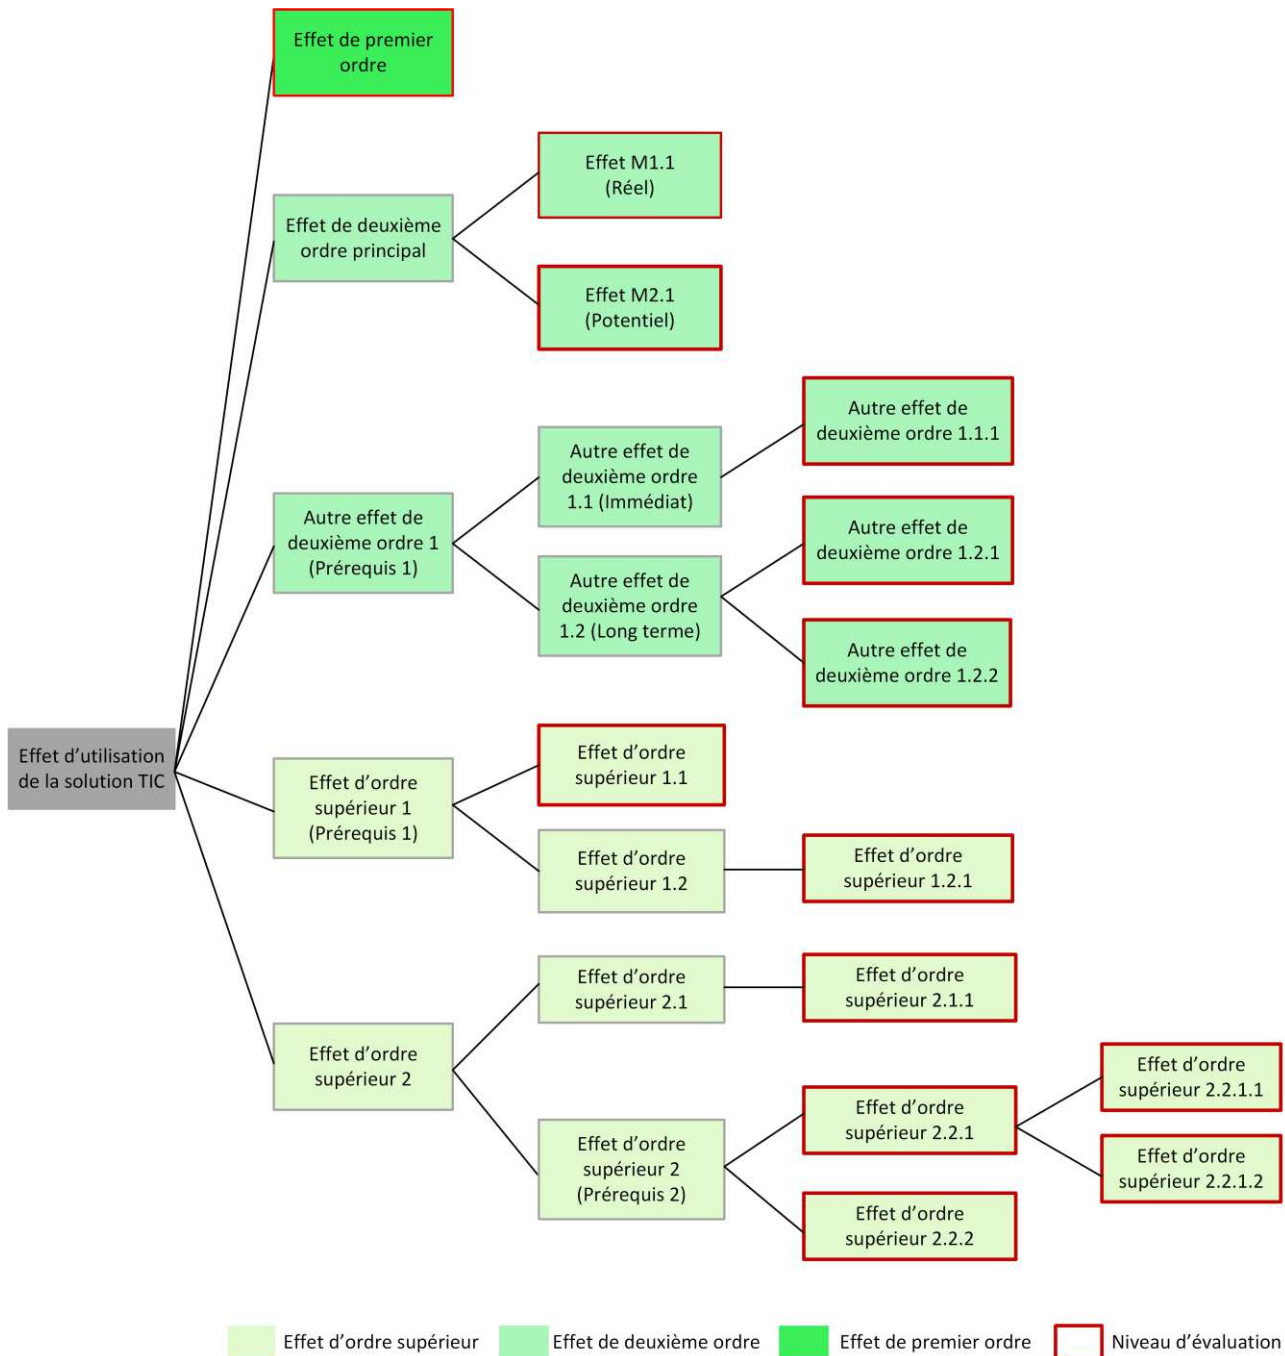 Effet de premier
ordre
Effet M1.1
(Réel)
Effet de deuxième
ordre principal
Effet M2.1
(Potentiel)
Autre effet de
deuxième ordre 1.1.1
Autre effet de
deuxième ordre
1.1 (Immédiat)
Autre effet de
deuxième ordre 1
(Prérequis 1)
Autre effet de
deuxième ordre 1.2.1
Autre effet de
deuxième ordre
1.2 (Long terme)
Autre effet de
deuxième ordre 1.2.2
Effet d’utilisation
de la solution TIC
Effet d’ordre
supérieur 1
(Prérequis 1)
Effet d’ordre
supérieur 1.1
Effet d’ordre
supérieur 1.2
Effet d’ordre
supérieur 1.2.1
Effet d’ordre
supérieur 2.1
Effet d’ordre
supérieur 2.1.1
Effet d’ordre
supérieur 2
Effet d’ordre
supérieur 2.2.1.1
Effet d’ordre
supérieur 2.2.1
Effet d’ordre
supérieur 2
(Prérequis 2)
Effet d’ordre
supérieur 2.2.1.2
Effet d’ordre
supérieur 2.2.2
Effet d’ordre supérieur
Effet de deuxième ordre
Effet de premier ordre
Niveau d’évaluation